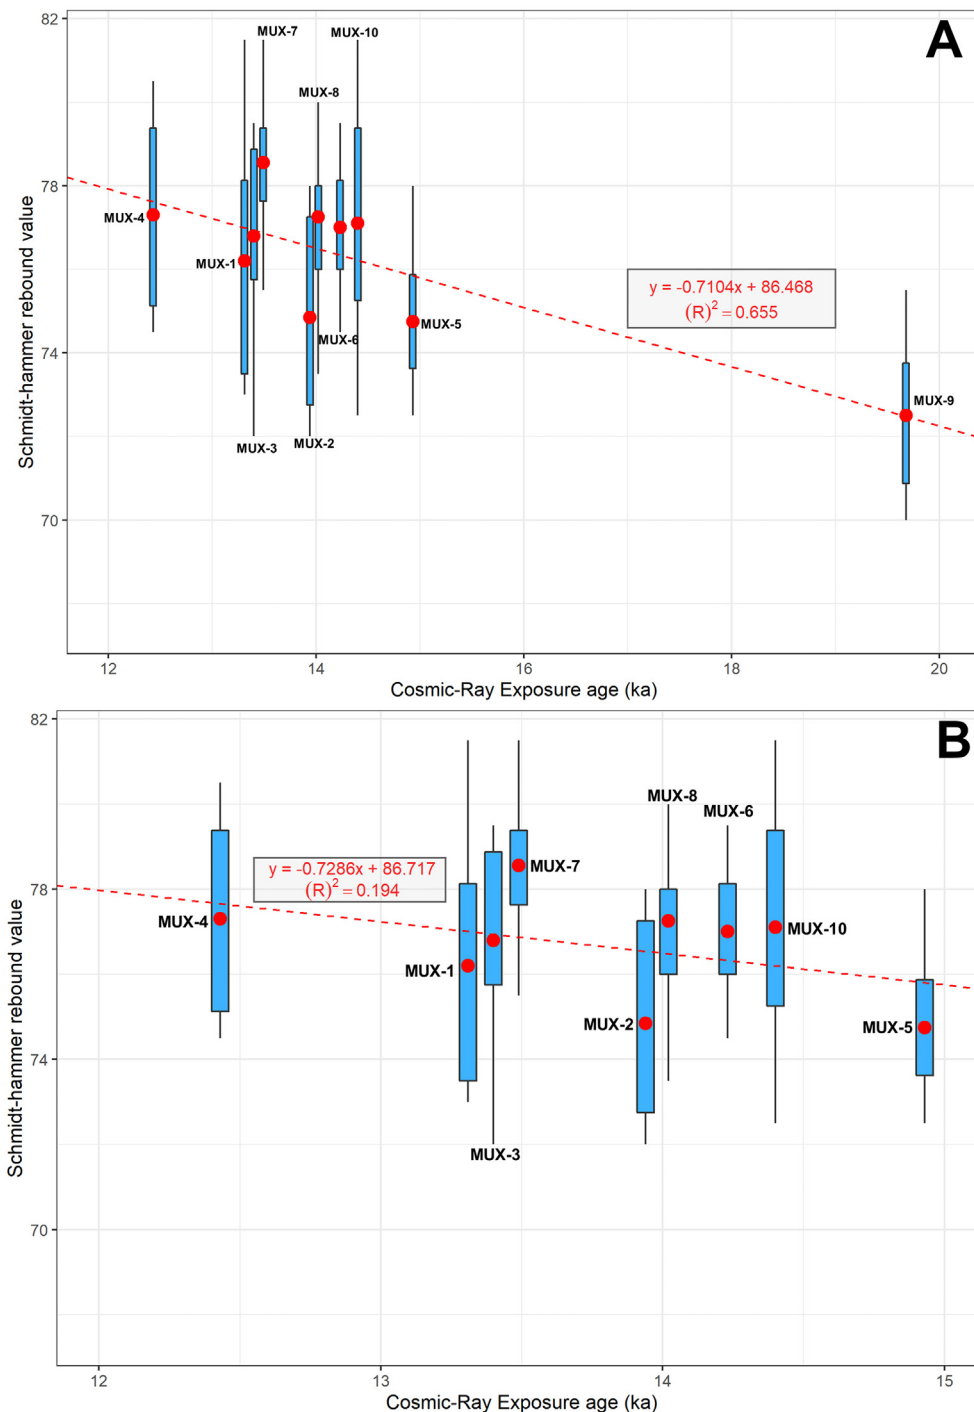 A
82
78
74
70
Schmidt-hammer rebound value
MUX-7
MUX-10
MUX-8
MUX-4
MUX-1
MUX-6
MUX-5
MUX-3
MUX-2
y = -0.7104x + 86.468
(R)² = 0.655
MUX-9
12
14
16
18
20
Cosmic-Ray Exposure age (ka)
B
82
78
74
70
Schmidt-hammer rebound value
MUX-8
MUX-6
y = -0.7286x + 86.717
(R)² = 0.194
MUX-7
MUX-4
MUX-10
MUX-1
MUX-2
MUX-5
MUX-3
12
13
14
15
Cosmic-Ray Exposure age (ka)